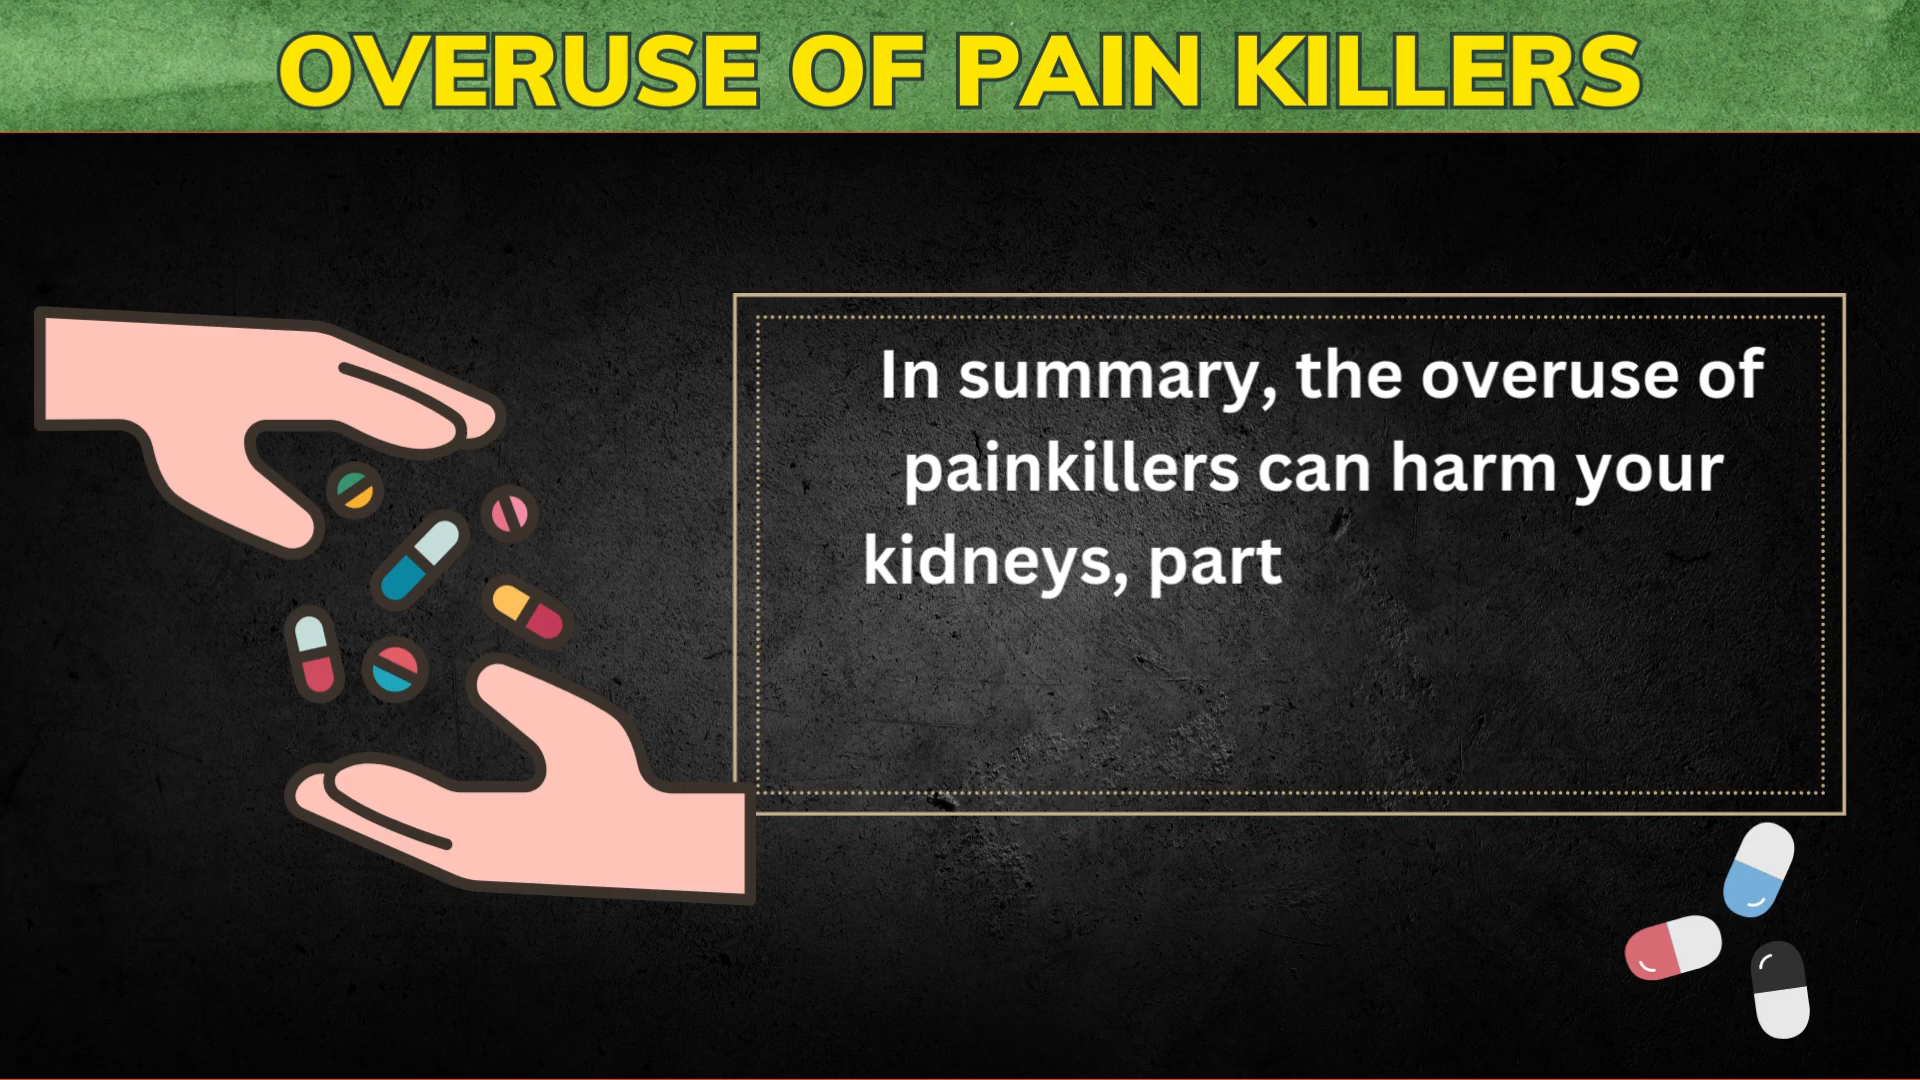 OVERUSE OF PAIN KILLERS
In summary, the overuse of
painkillers can harm your
kidneys, part